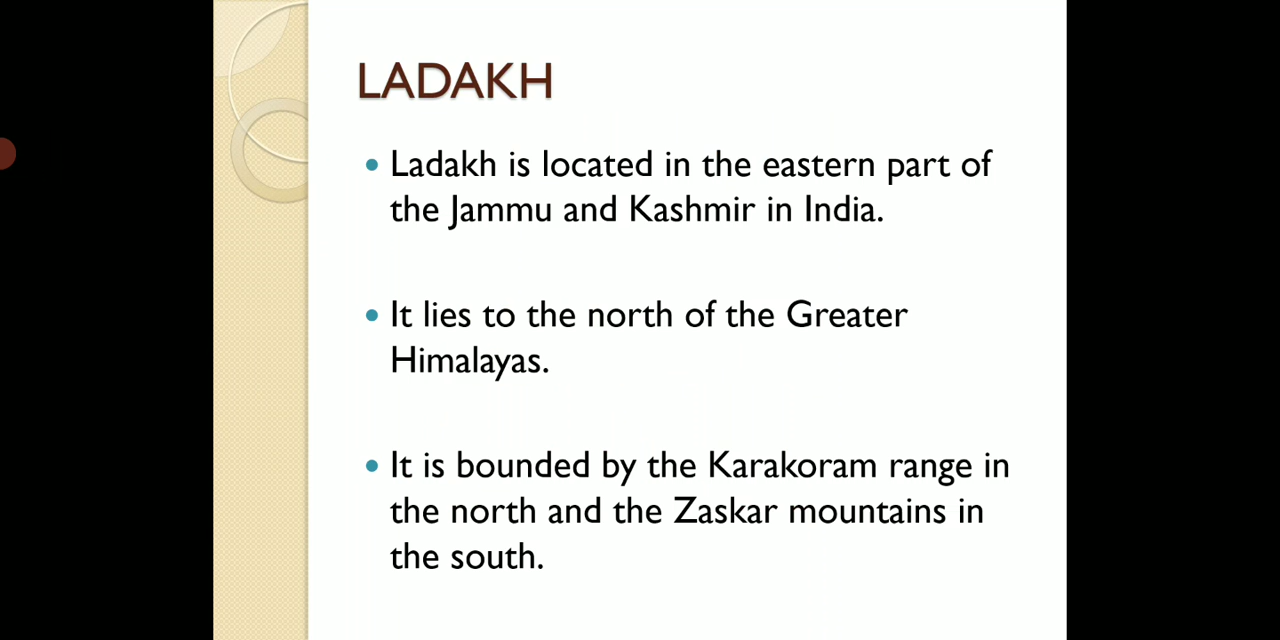 LADAKH
• Ladakh is located in the eastern part of
the Jammu and Kashmir in India.
• It lies to the north of the Greater
Himalayas.
• It is bounded by the Karakoram range in
the north and the Zaskar mountains in
the south.